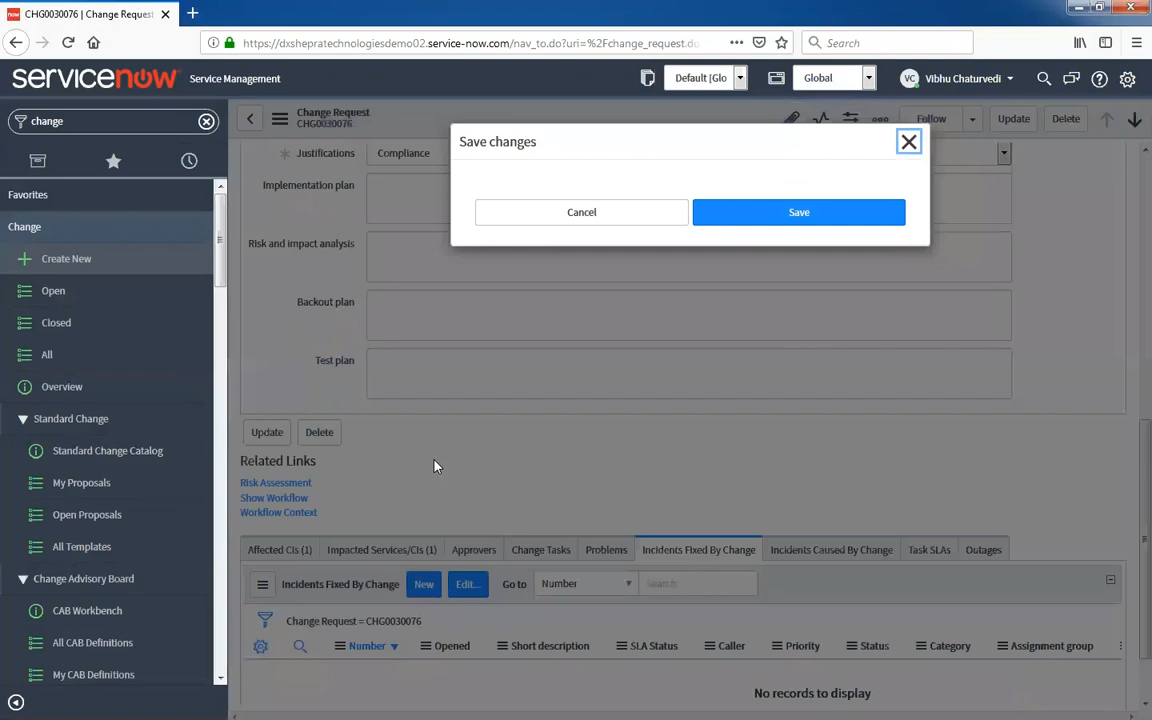 CHG0030076 | Change Request
https://dxshepratechnologiesdemo02.service-now.com/nav_to.do?uri=%2Fchange_request.do
Search
servicenow Service Management
Default [Glo
Global
VC Vibhu Chaturvedi
change
Change Request
CHG0030076
Follow
Update
Delete
Save changes
Cancel
Save
Favorites
Change
Create New
Open
Closed
All
Overview
Standard Change
Standard Change Catalog
My Proposals
Open Proposals
All Templates
Change Advisory Board
CAB Workbench
All CAB Definitions
My CAB Definitions
Justifications Compliance
Implementation plan
Risk and impact analysis
Backout plan
Test plan
Update Delete
Related Links
Risk Assessment
Show Workflow
Workflow Context
Affected CIs (1) Impacted Services/CIs (1) Approvers Change Tasks Problems Incidents Fixed By Change Incidents Caused By Change Task SLAs Outages
Incidents Fixed By Change New Edit... Go to Number Search
Change Request = CHG0030076
Number Opened Short description SLA Status Caller Priority Status Category Assignment group
No records to display